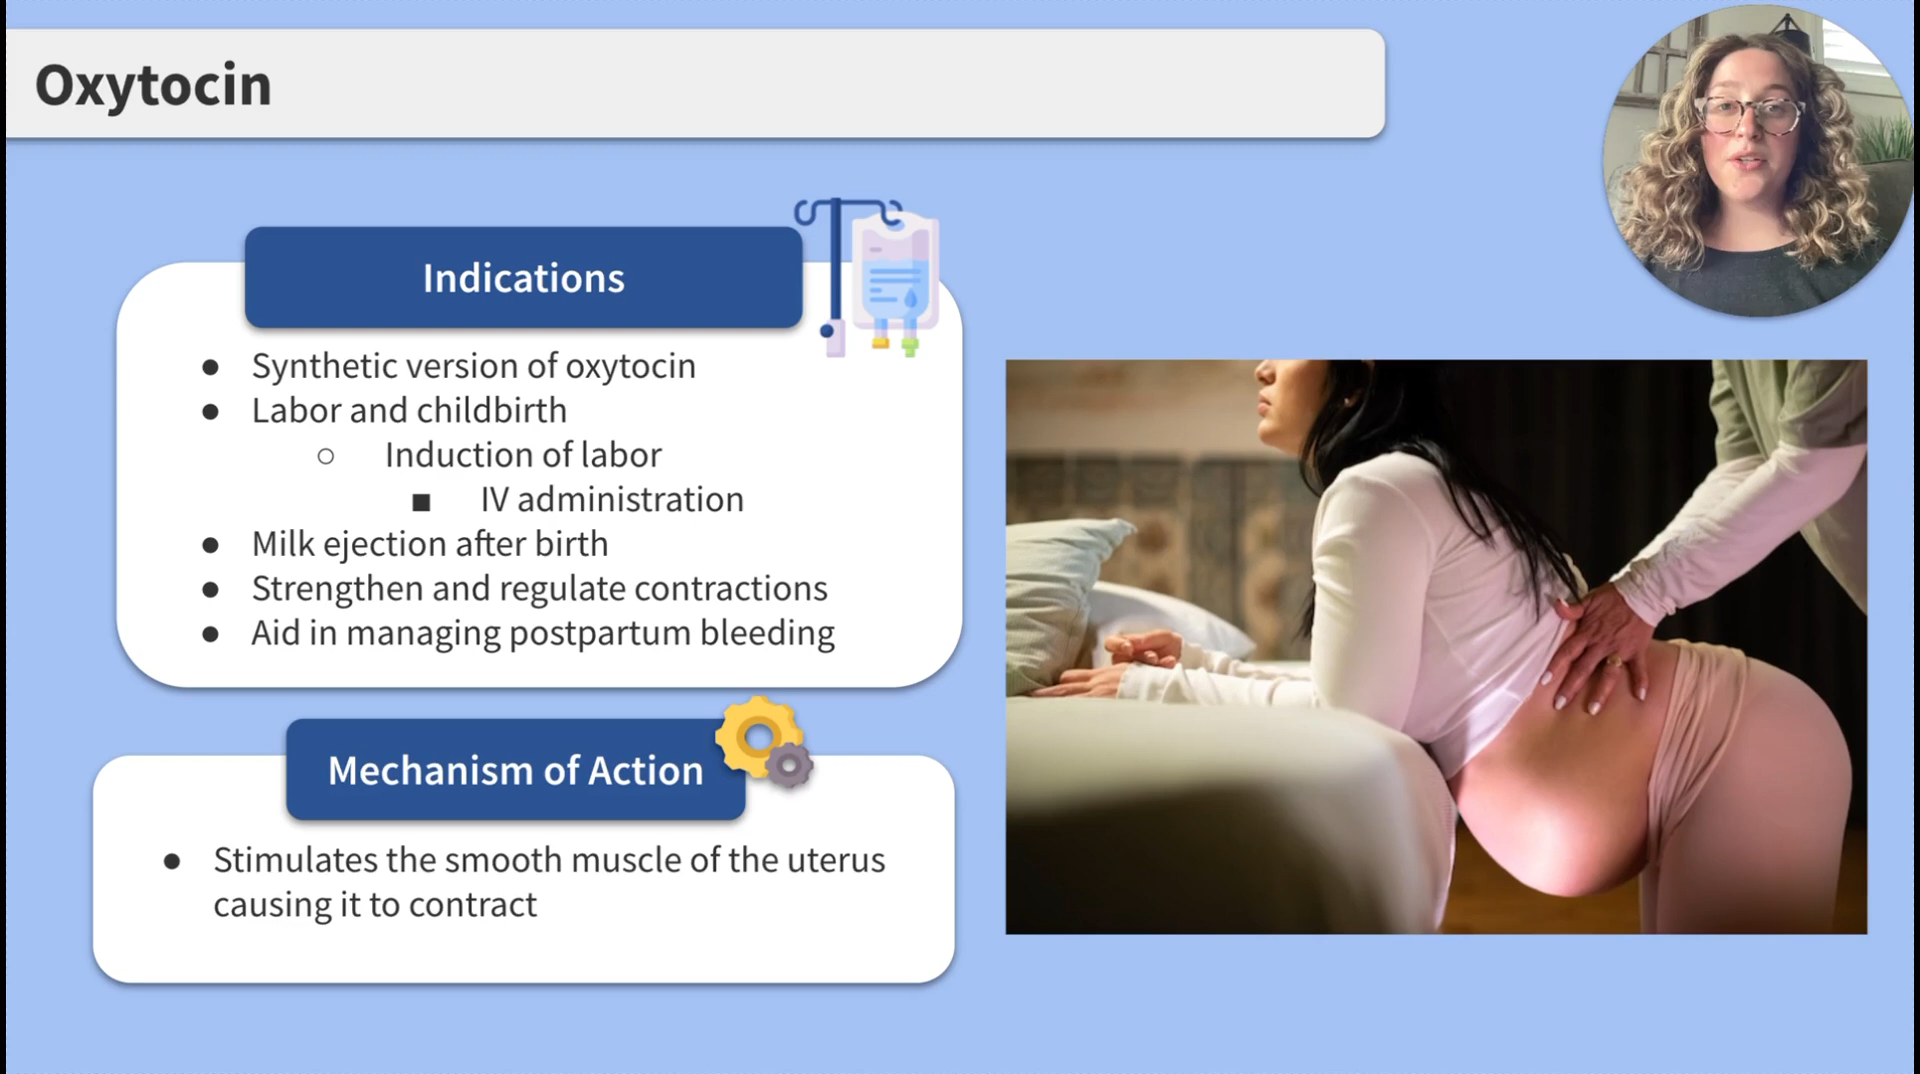 Oxytocin
Indications
● Synthetic version of oxytocin
● Labor and childbirth
○ Induction of labor
■ IV administration
● Milk ejection after birth
● Strengthen and regulate contractions
● Aid in managing postpartum bleeding
Mechanism of Action
● Stimulates the smooth muscle of the uterus
causing it to contract